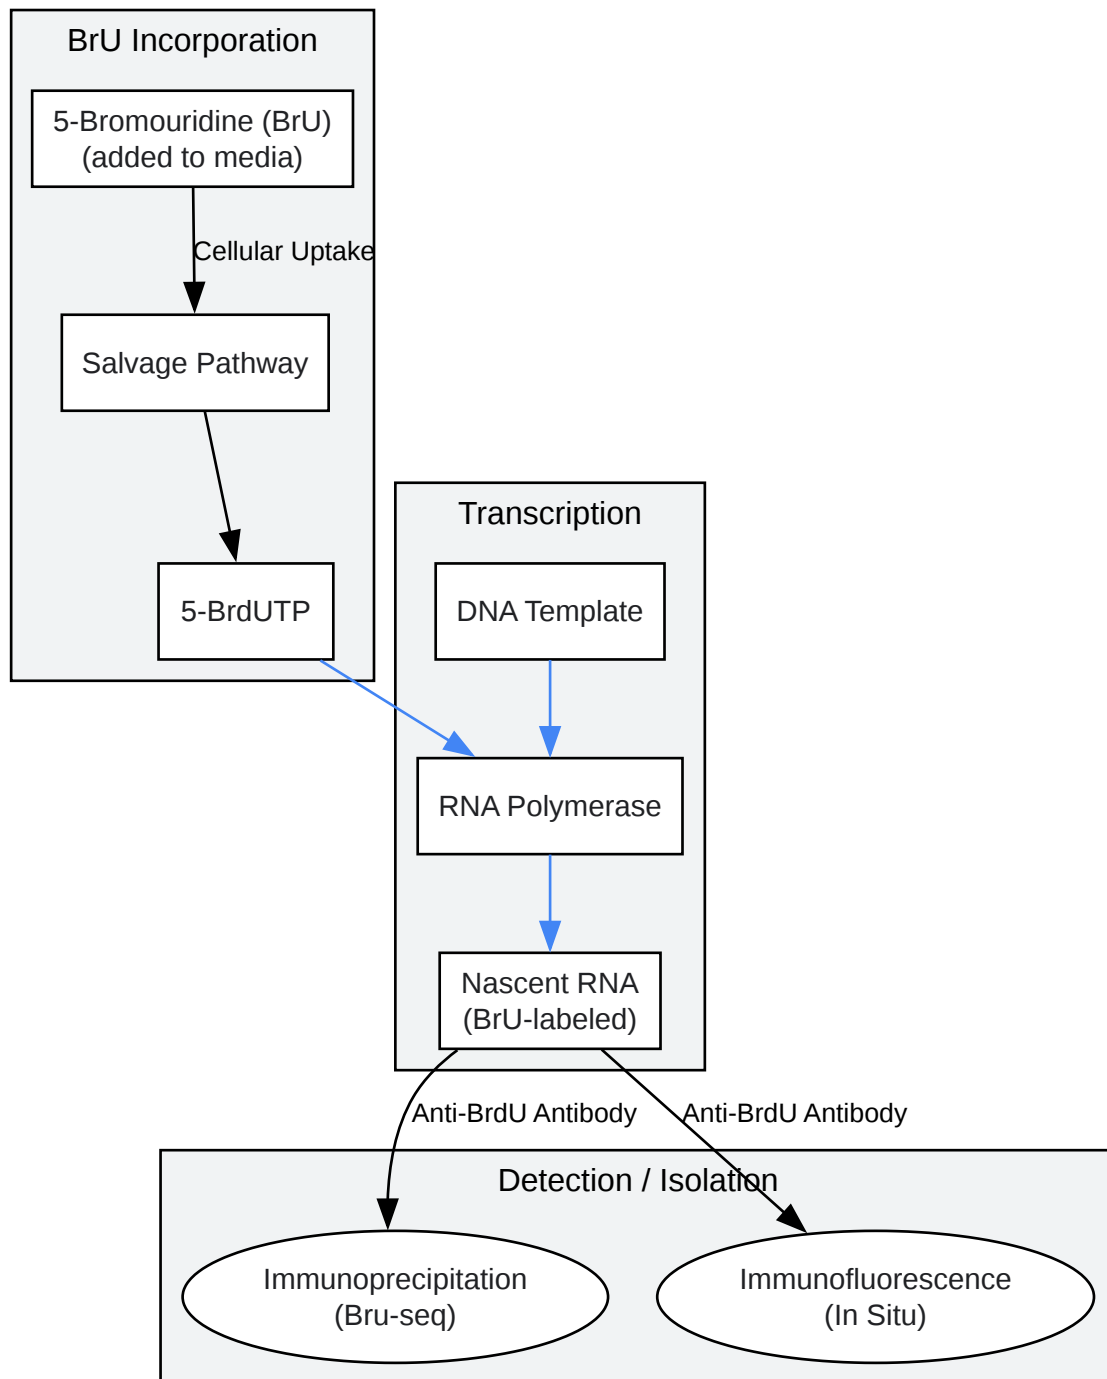 BrU Incorporation
5-Bromouridine (BrU)
(added to media)
Cellular Uptake
Salvage Pathway
5-BrdUTP
Transcription
DNA Template
RNA Polymerase
Nascent RNA
(BrU-labeled)
Anti-BrdU Antibody
Anti-BrdU Antibody
Detection / Isolation
Immunoprecipitation
(Bru-seq)
Immunofluorescence
(In Situ)